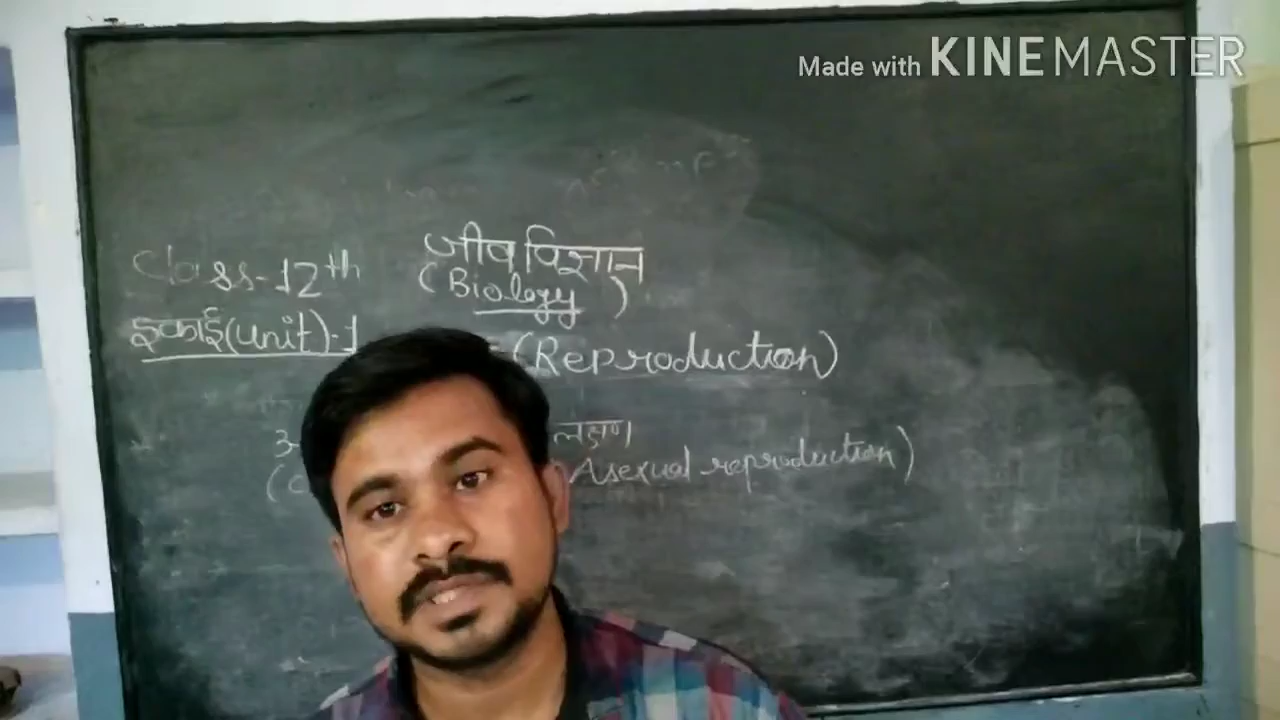 Made with KINEMASTER
जीव विज्ञान
Class-12th
(Biology)
इकाई(unit)-1
(Reproduction)
लक्षण
Asexual reproduction)